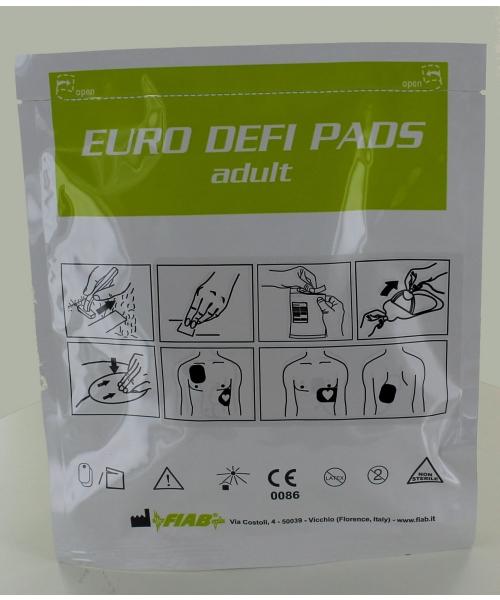 open
open
EURO DEFI PADS
adult
CE
0086
LATEX
2
NON
STERILE
FIAB
Via Costoli, 4 - 50039 - Vicchio (Florence, Italy) - www.fiab.it